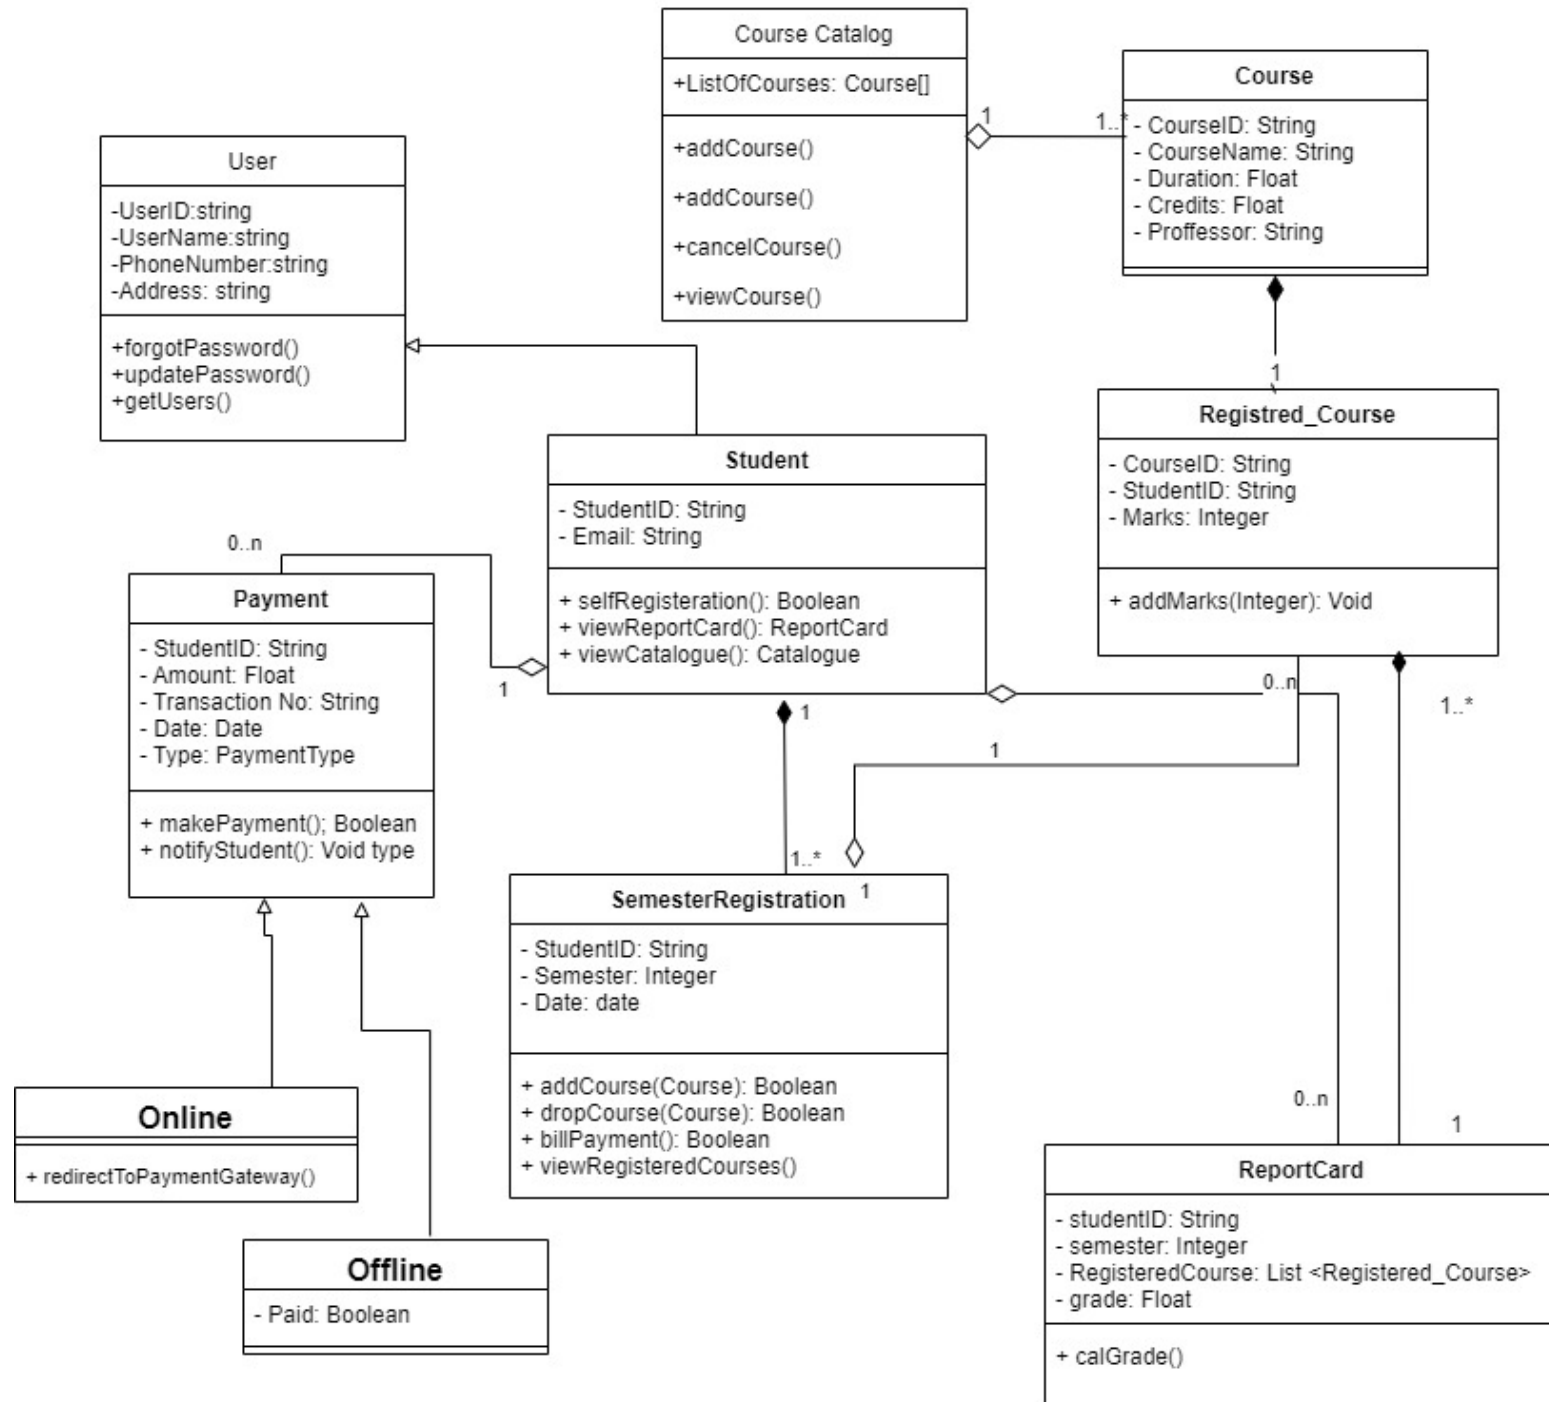 Course Catalog
+ListOfCourses: Course[]
+addCourse()
+addCourse()
+cancelCourse()
+viewCourse()
1
1..*
Course
- CourseID: String
- CourseName: String
- Duration: Float
- Credits: Float
- Proffessor: String
User
-UserID:string
-UserName:string
-PhoneNumber:string
-Address: string
+forgotPassword()
+updatePassword()
+getUsers()
1
Registred_Course
- CourseID: String
- StudentID: String
- Marks: Integer
+ addMarks(Integer): Void
Student
- StudentID: String
- Email: String
+ selfRegisteration(): Boolean
+ viewReportCard(): ReportCard
+ viewCatalogue(): Catalogue
0..n
1
Payment
- StudentID: String
- Amount: Float
- Transaction No: String
- Date: Date
- Type: PaymentType
+ makePayment(); Boolean
+ notifyStudent(): Void type
1
0..n
1..*
1
1..*
1
SemesterRegistration
- StudentID: String
- Semester: Integer
- Date: date
+ addCourse(Course): Boolean
+ dropCourse(Course): Boolean
+ billPayment(): Boolean
+ viewRegisteredCourses()
Online
+ redirectToPaymentGateway()
Offline
- Paid: Boolean
0..n
1
ReportCard
- studentID: String
- semester: Integer
- RegisteredCourse: List <Registered_Course>
- grade: Float
+ calGrade()